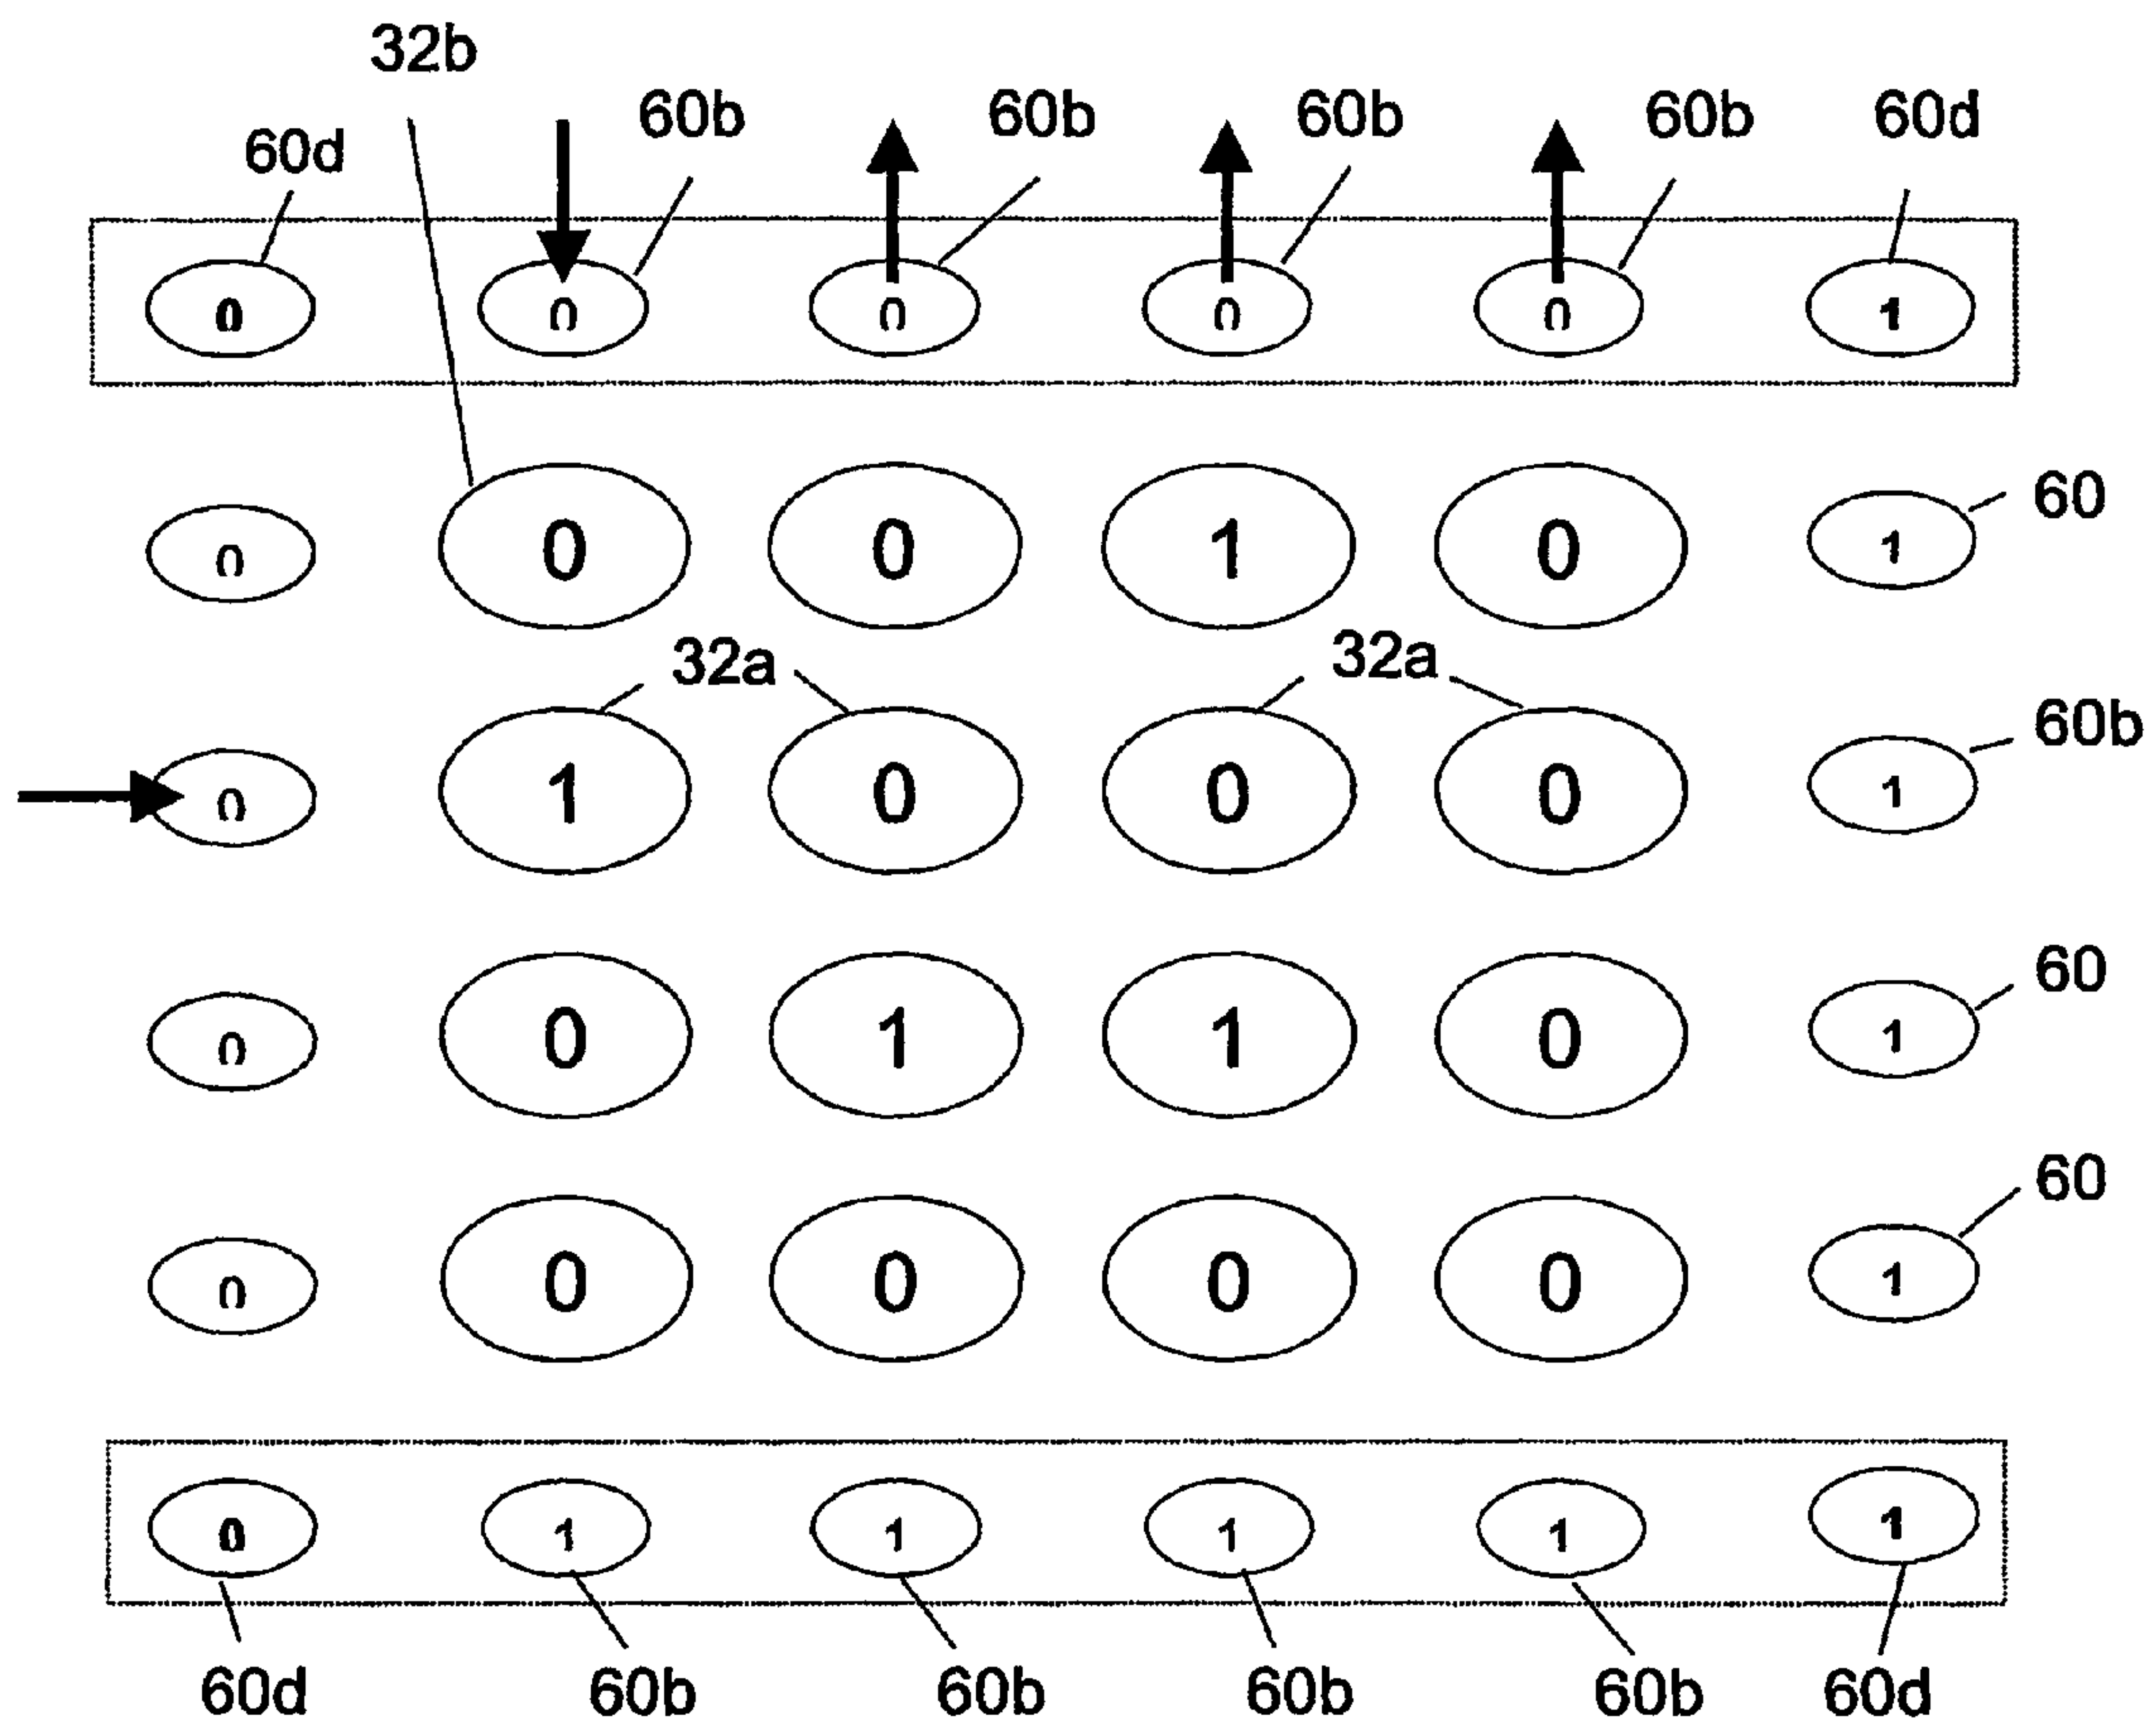 32b
60b 60b 60b 60b 60d
60d
0 0 0 0 0 1
60
0 0 0 1 0 1
32a 32a
60b
0 1 0 0 0 1
60
0 0 1 1 0 1
60
0 0 0 0 0 1
0 1 1 1 1 1
60d 60b 60b 60b 60b 60d